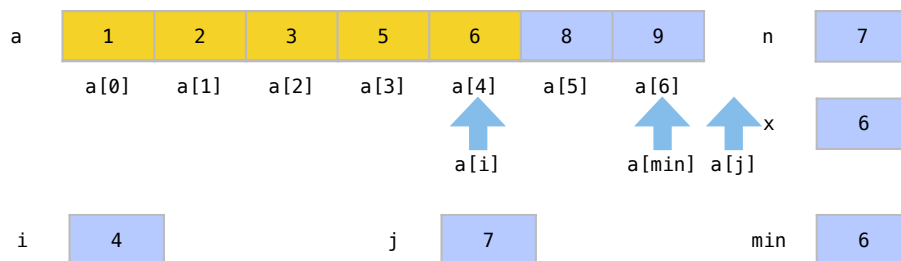 a 1 2 3 5 6 8 9 n 7
a[0] a[1] a[2] a[3] a[4] a[5] a[6]
x 6
a[i] a[min] a[j]
i 4 j 7 min 6